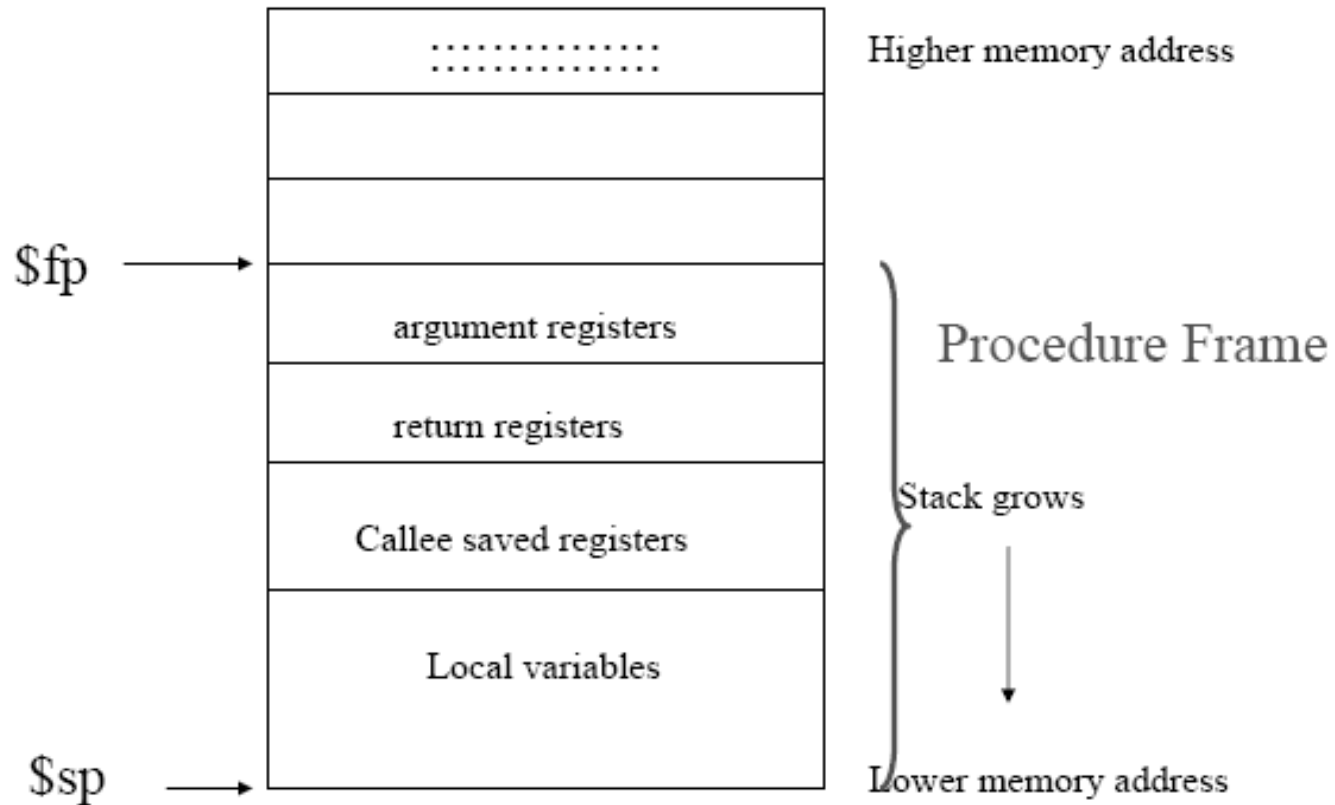 Higher memory address
$fp
argument registers
Procedure Frame
return registers
Stack grows
Callee saved registers
Local variables
$sp
Lower memory address